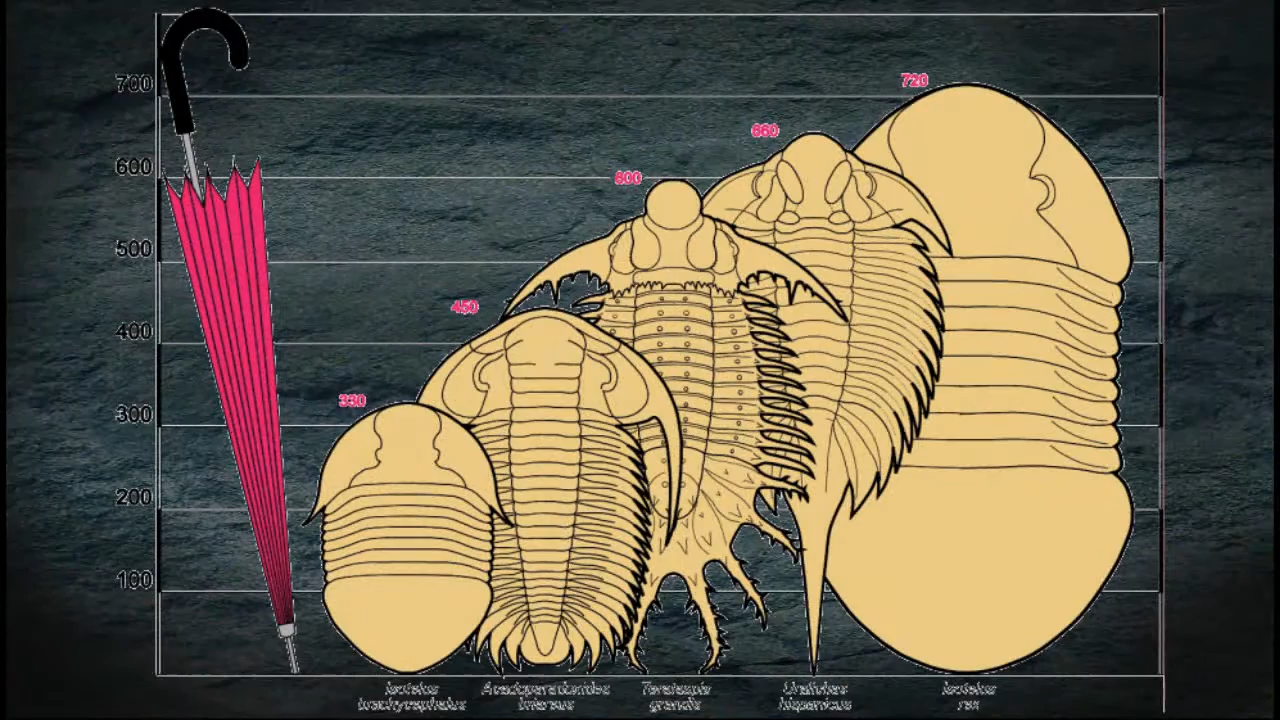 720
700
660
600
600
500
450
400
330
300
200
100
Isotelus
brachycephalus
Acadoparadoxides
briareus
Terataspis
grandis
Uralichas
hispanicus
Isotelus
rex